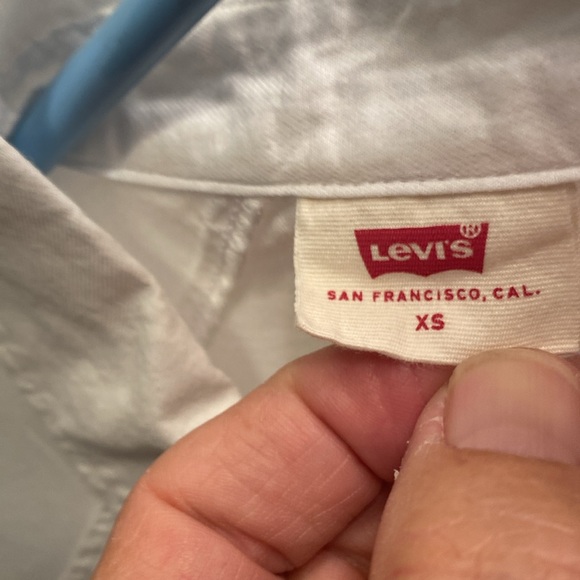 Levi's®
SAN FRANCISCO, CAL.
XS